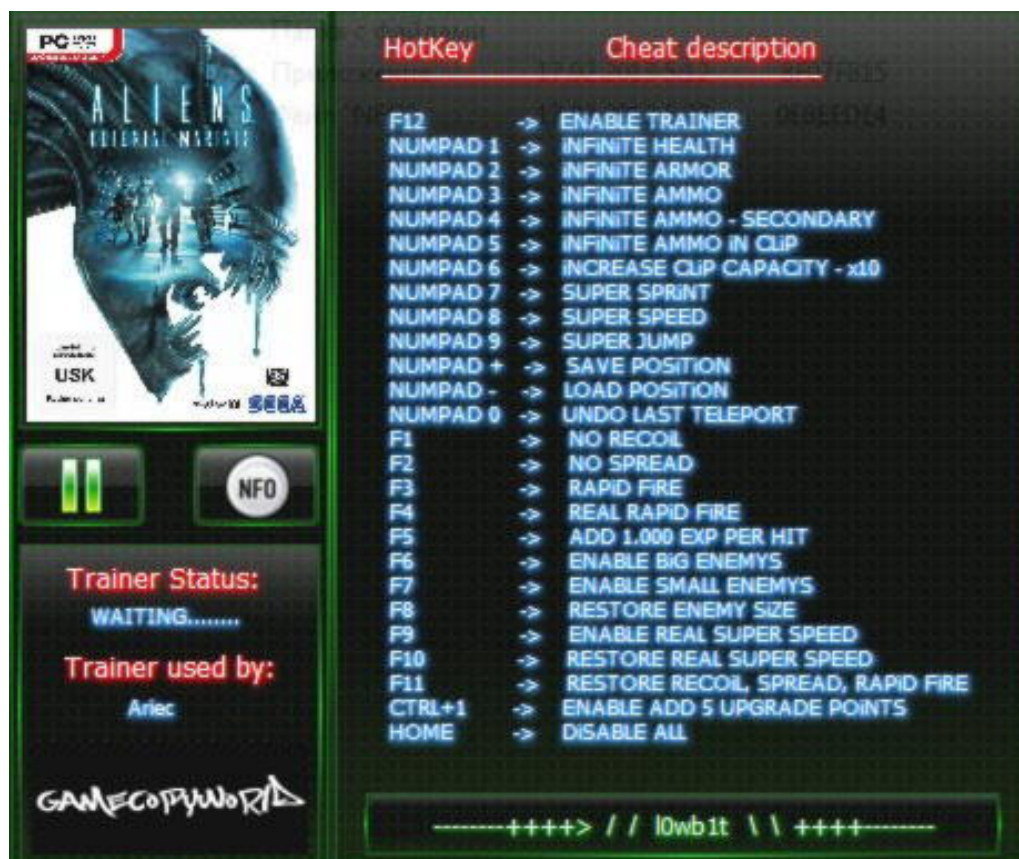 PC
ALIENS
COLONIAL MARINES
USK
SEGA
NFO
Trainer Status:
WAITING........
Trainer used by:
Ariec
GAMECOPYWORLD
HotKey Cheat description
F12 -> ENABLE TRAINER
NUMPAD 1 -> iNFiNiTE HEALTH
NUMPAD 2 -> iNFiNiTE ARMOR
NUMPAD 3 -> iNFiNiTE AMMO
NUMPAD 4 -> iNFiNiTE AMMO - SECONDARY
NUMPAD 5 -> iNFiNiTE AMMO iN CLiP
NUMPAD 6 -> iNCREASE CLiP CAPACiTY - x10
NUMPAD 7 -> SUPER SPRiNT
NUMPAD 8 -> SUPER SPEED
NUMPAD 9 -> SUPER JUMP
NUMPAD + -> SAVE POSiTiON
NUMPAD - -> LOAD POSiTiON
NUMPAD 0 -> UNDO LAST TELEPORT
F1 -> NO RECOiL
F2 -> NO SPREAD
F3 -> RAPiD FiRE
F4 -> REAL RAPiD FiRE
F5 -> ADD 1.000 EXP PER HIT
F6 -> ENABLE BiG ENEMYS
F7 -> ENABLE SMALL ENEMYS
F8 -> RESTORE ENEMY SiZE
F9 -> ENABLE REAL SUPER SPEED
F10 -> RESTORE REAL SUPER SPEED
F11 -> RESTORE RECOiL, SPREAD, RAPiD FiRE
CTRL+1 -> ENABLE ADD 5 UPGRADE POiNTS
HOME -> DiSABLE ALL
--------++++> / / l0wb1t \ \ ++++--------